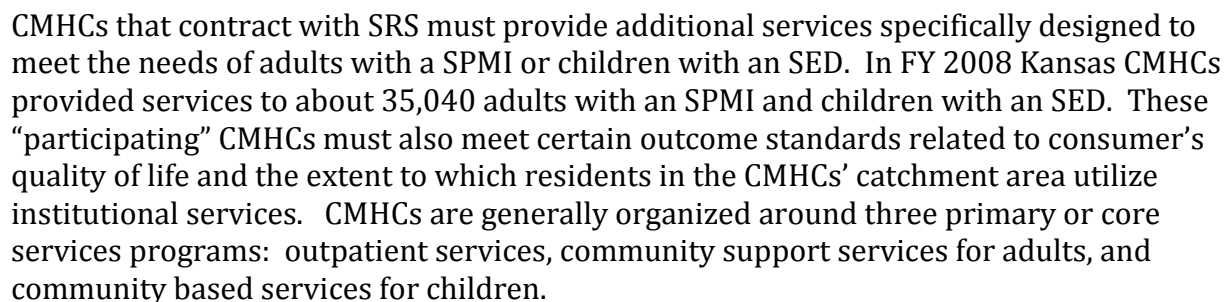 CMHCs that contract with SRS must provide additional services specifically designed to
meet the needs of adults with a SPMI or children with an SED.  In FY 2008 Kansas CMHCs
provided services to about 35,040 adults with an SPMI and children with an SED.  These
“participating” CMHCs must also meet certain outcome standards related to consumer’s
quality of life and the extent to which residents in the CMHCs’ catchment area utilize
institutional services.   CMHCs are generally organized around three primary or core
services programs:  outpatient services, community support services for adults, and
community based services for children.